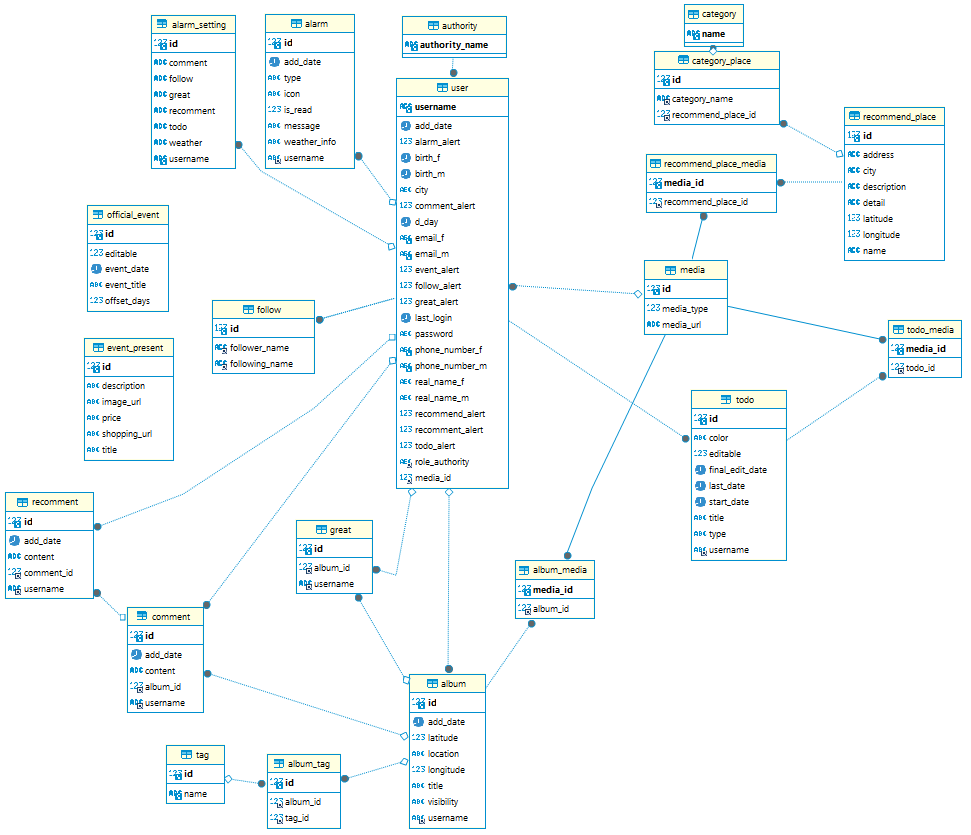 alarm_setting
id
comment
follow
great
recomment
todo
weather
username
alarm
id
add_date
type
icon
is_read
message
weather_info
username
authority
authority_name
category
name
category_place
id
category_name
recommend_place_id
user
username
add_date
alarm_alert
birth_f
birth_m
city
comment_alert
d_day
email_f
email_m
event_alert
follow_alert
great_alert
last_login
password
phone_number_f
phone_number_m
real_name_f
real_name_m
recommend_alert
recomment_alert
todo_alert
role_authority
media_id
recommend_place
id
address
city
description
detail
latitude
longitude
name
recommend_place_media
media_id
recommend_place_id
official_event
id
editable
event_date
event_title
offset_days
media
id
media_type
media_url
follow
id
follower_name
following_name
todo_media
media_id
todo_id
event_present
id
description
image_url
price
shopping_url
title
todo
id
color
editable
final_edit_date
last_date
start_date
title
type
username
recomment
id
add_date
content
comment_id
username
great
id
album_id
username
album_media
media_id
album_id
comment
id
add_date
content
album_id
username
album
id
add_date
latitude
location
longitude
title
visibility
username
tag
id
name
album_tag
id
album_id
tag_id